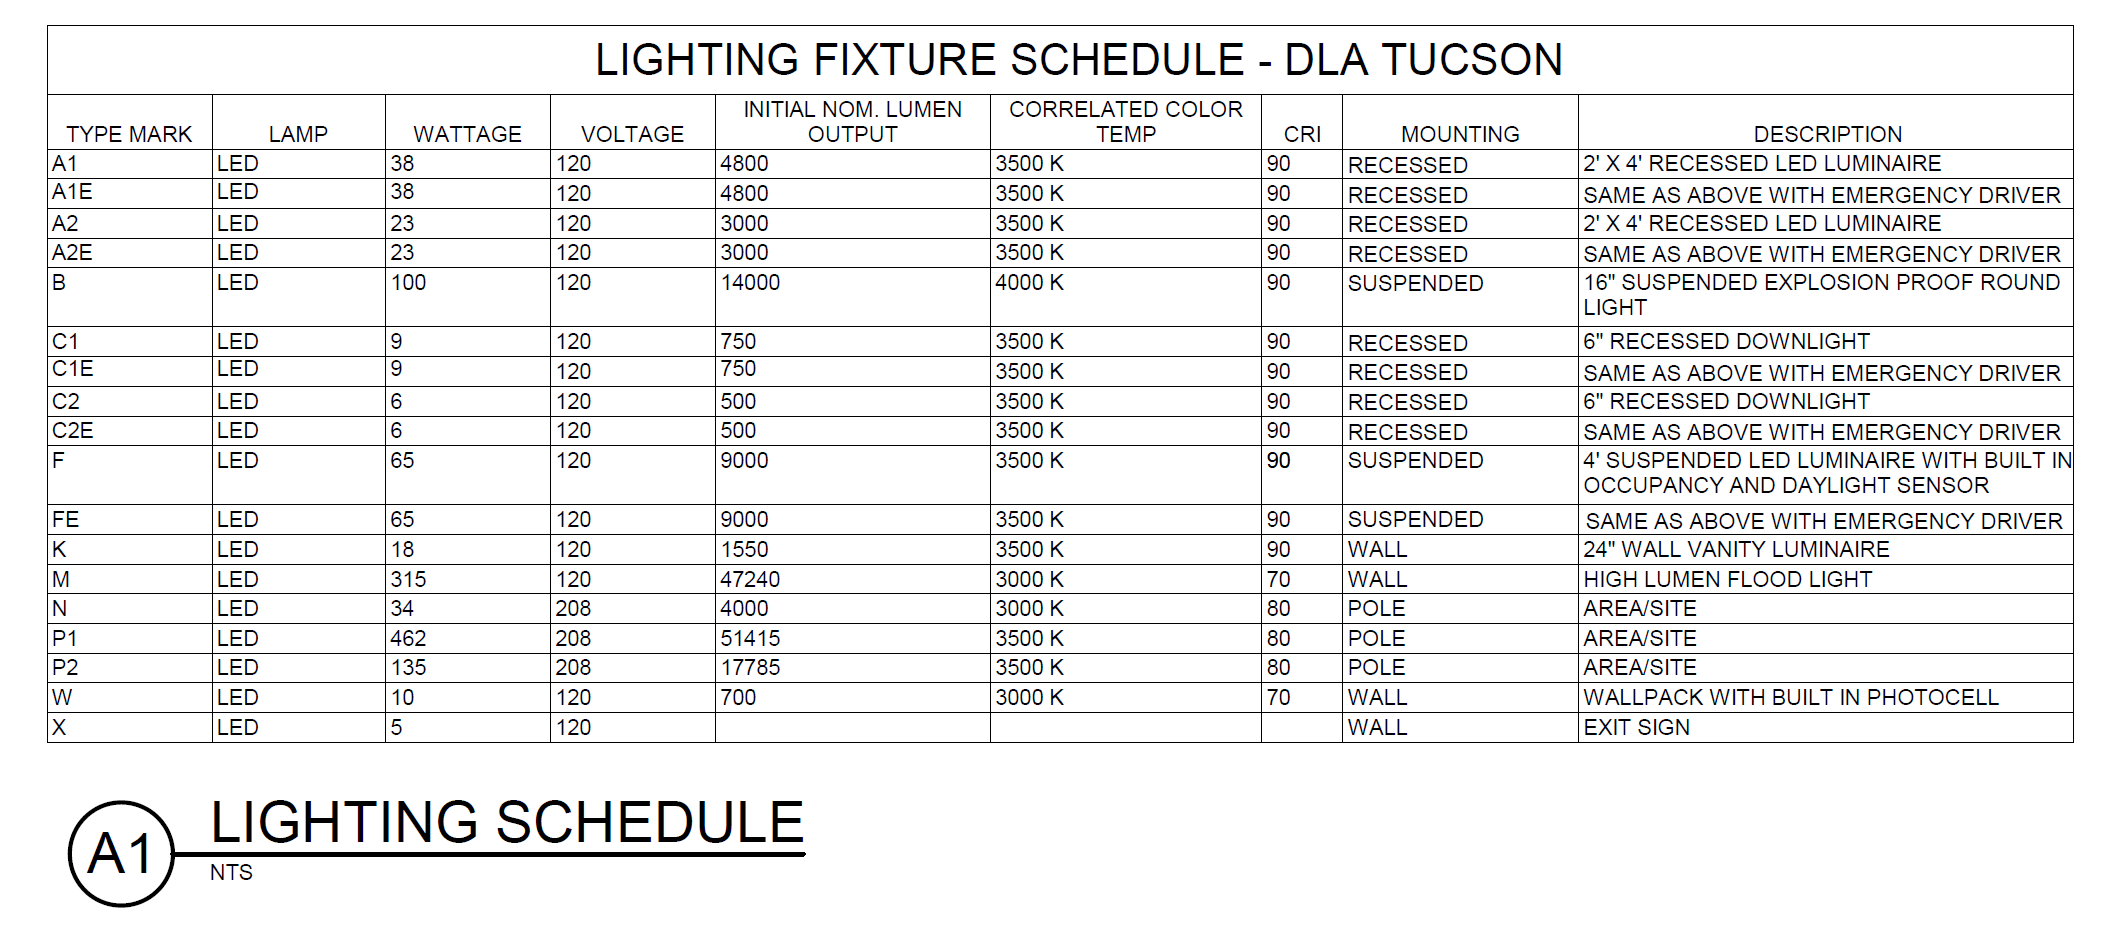 LIGHTING FIXTURE SCHEDULE - DLA TUCSON
TYPE MARK LAMP WATTAGE VOLTAGE INITIAL NOM. LUMEN OUTPUT CORRELATED COLOR TEMP CRI MOUNTING DESCRIPTION
A1 LED 38 120 4800 3500 K 90 RECESSED 2' X 4' RECESSED LED LUMINAIRE
A1E LED 38 120 4800 3500 K 90 RECESSED SAME AS ABOVE WITH EMERGENCY DRIVER
A2 LED 23 120 3000 3500 K 90 RECESSED 2' X 4' RECESSED LED LUMINAIRE
A2E LED 23 120 3000 3500 K 90 RECESSED SAME AS ABOVE WITH EMERGENCY DRIVER
B LED 100 120 14000 4000 K 90 SUSPENDED 16" SUSPENDED EXPLOSION PROOF ROUND
LIGHT
C1 LED 9 120 750 3500 K 90 RECESSED 6" RECESSED DOWNLIGHT
C1E LED 9 120 750 3500 K 90 RECESSED SAME AS ABOVE WITH EMERGENCY DRIVER
C2 LED 6 120 500 3500 K 90 RECESSED 6" RECESSED DOWNLIGHT
C2E LED 6 120 500 3500 K 90 RECESSED SAME AS ABOVE WITH EMERGENCY DRIVER
F LED 65 120 9000 3500 K 90 SUSPENDED 4' SUSPENDED LED LUMINAIRE WITH BUILT IN
OCCUPANCY AND DAYLIGHT SENSOR
FE LED 65 120 9000 3500 K 90 SUSPENDED SAME AS ABOVE WITH EMERGENCY DRIVER
K LED 18 120 1550 3500 K 90 WALL 24" WALL VANITY LUMINAIRE
M LED 315 120 47240 3000 K 70 WALL HIGH LUMEN FLOOD LIGHT
N LED 34 208 4000 3000 K 80 POLE AREA/SITE
P1 LED 462 208 51415 3500 K 80 POLE AREA/SITE
P2 LED 135 208 17785 3500 K 80 POLE AREA/SITE
W LED 10 120 700 3000 K 70 WALL WALLPACK WITH BUILT IN PHOTOCELL
X LED 5 120 WALL EXIT SIGN
A1 LIGHTING SCHEDULE
NTS